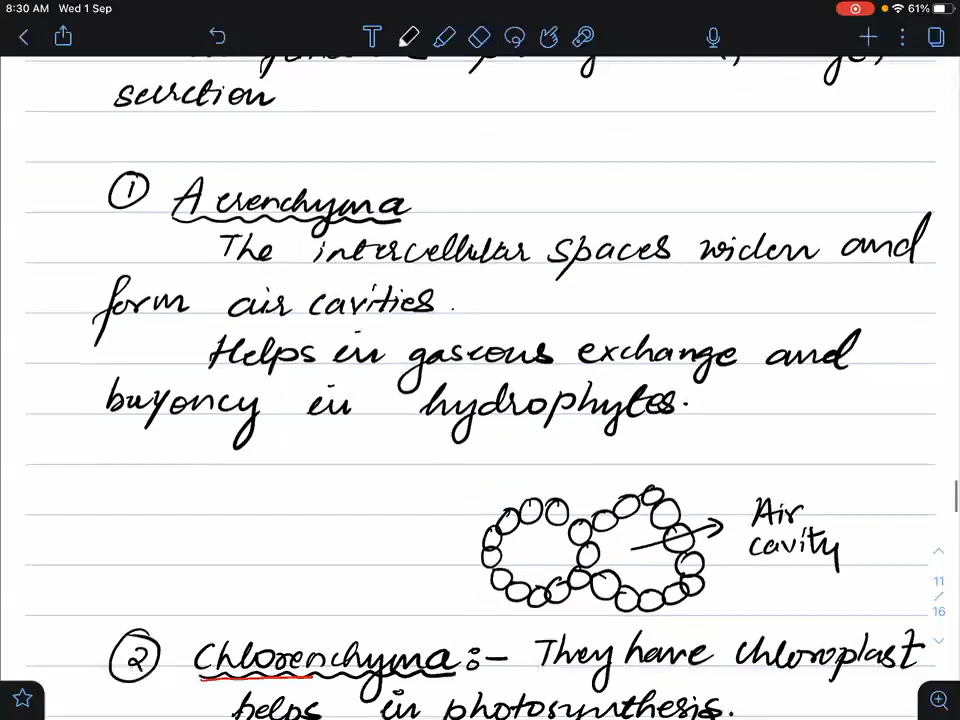 8:30 AM Wed 1 Sep
61%
secretion
① Aerenchyma
The intercellular spaces widen and
form air cavities.
Helps in gaseous exchange and
buyoncy in hydrophytes.
Air
cavity
11
/
16
② Chlorenchyma :- They have chloroplast
helps in photosynthesis.